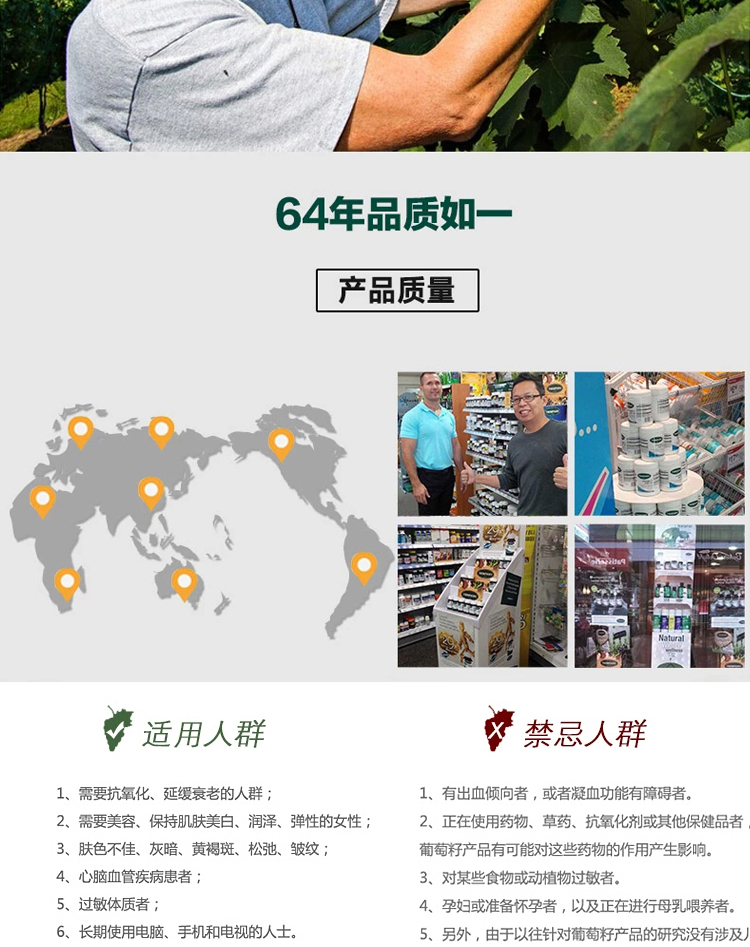 64年品质如一
产品质量
Natural
适用人群
1、需要抗氧化、延缓衰老的人群；
2、需要美容、保持肌肤美白、润泽、弹性的女性；
3、肤色不佳、灰暗、黄褐斑、松弛、皱纹；
4、心脑血管疾病患者；
5、过敏体质者；
6、长期使用电脑、手机和电视的人士。
禁忌人群
1、有出血倾向者，或者凝血功能有障碍者。
2、正在使用药物、草药、抗氧化剂或其他保健品者，
葡萄籽产品有可能对这些药物的作用产生影响。
3、对某些食物或动植物过敏者。
4、孕妇或准备怀孕者，以及正在进行母乳喂养者。
5、另外，由于以往针对葡萄籽产品的研究没有涉及